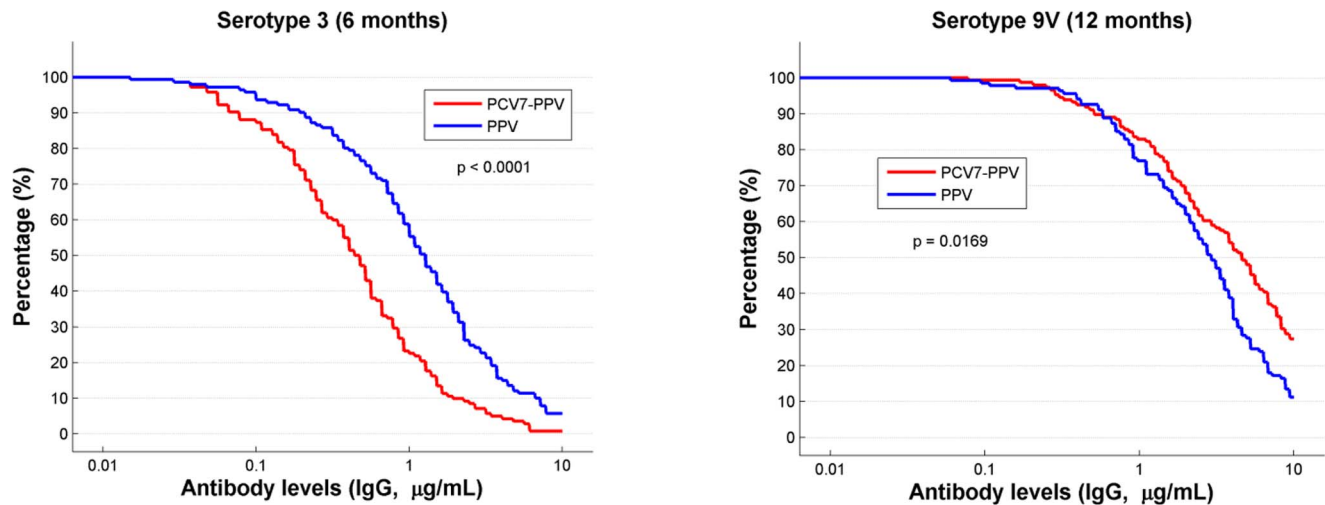 Serotype 3 (6 months)
Percentage (%)
100
90
80
70
60
50
40
30
20
10
0
PCV7-PPV
PPV
p < 0.0001
0.01
0.1
1
10
Antibody levels (IgG, μg/mL)
Serotype 9V (12 months)
Percentage (%)
100
90
80
70
60
50
40
30
20
10
0
PCV7-PPV
PPV
p = 0.0169
0.01
0.1
1
10
Antibody levels (IgG, μg/mL)